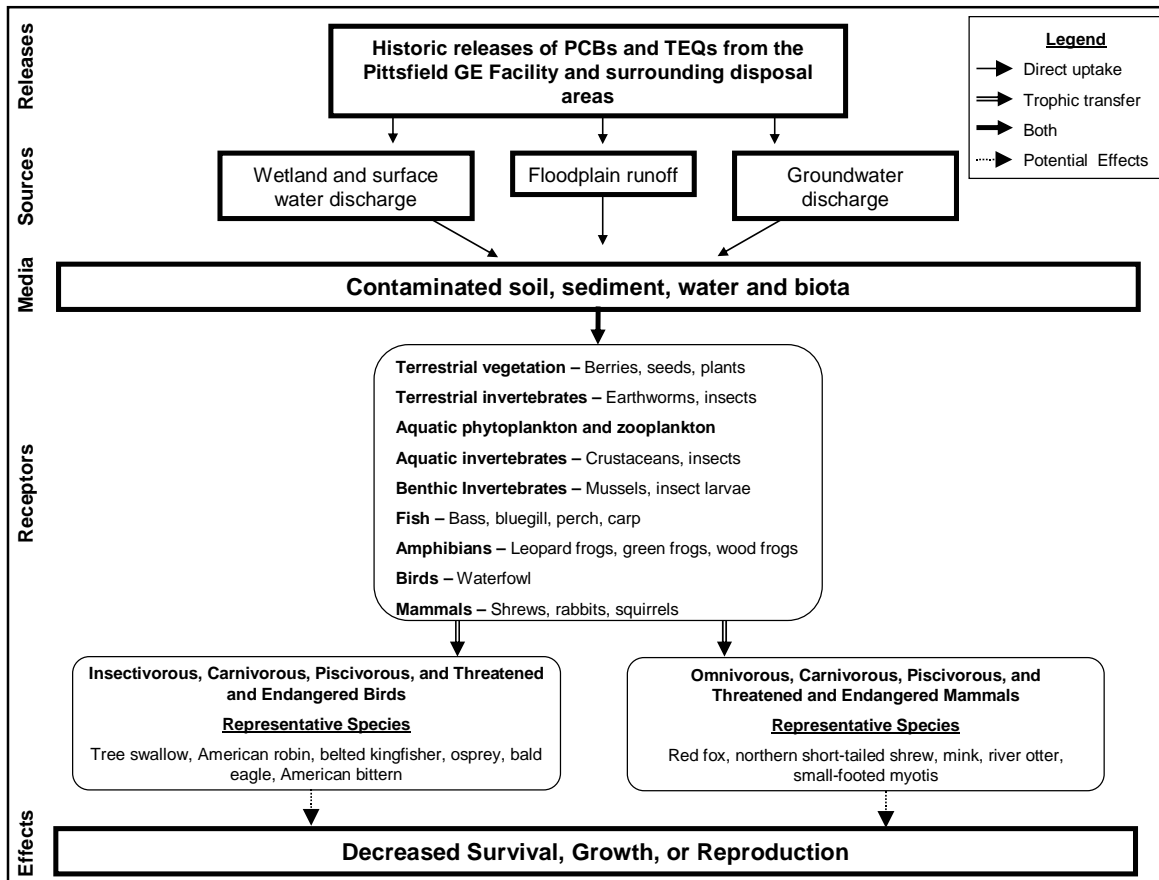 Releases
Historic releases of PCBs and TEQs from the
Pittsfield GE Facility and surrounding disposal
areas
Legend
Direct uptake
Trophic transfer
Both
Potential Effects
Sources
Wetland and surface
water discharge
Floodplain runoff
Groundwater
discharge
Media
Contaminated soil, sediment, water and biota
Receptors
Terrestrial vegetation – Berries, seeds, plants
Terrestrial invertebrates – Earthworms, insects
Aquatic phytoplankton and zooplankton
Aquatic invertebrates – Crustaceans, insects
Benthic Invertebrates – Mussels, insect larvae
Fish – Bass, bluegill, perch, carp
Amphibians – Leopard frogs, green frogs, wood frogs
Birds – Waterfowl
Mammals – Shrews, rabbits, squirrels
Insectivorous, Carnivorous, Piscivorous, and Threatened
and Endangered Birds
Representative Species
Tree swallow, American robin, belted kingfisher, osprey, bald
eagle, American bittern
Omnivorous, Carnivorous, Piscivorous, and
Threatened and Endangered Mammals
Representative Species
Red fox, northern short-tailed shrew, mink, river otter,
small-footed myotis
Effects
Decreased Survival, Growth, or Reproduction